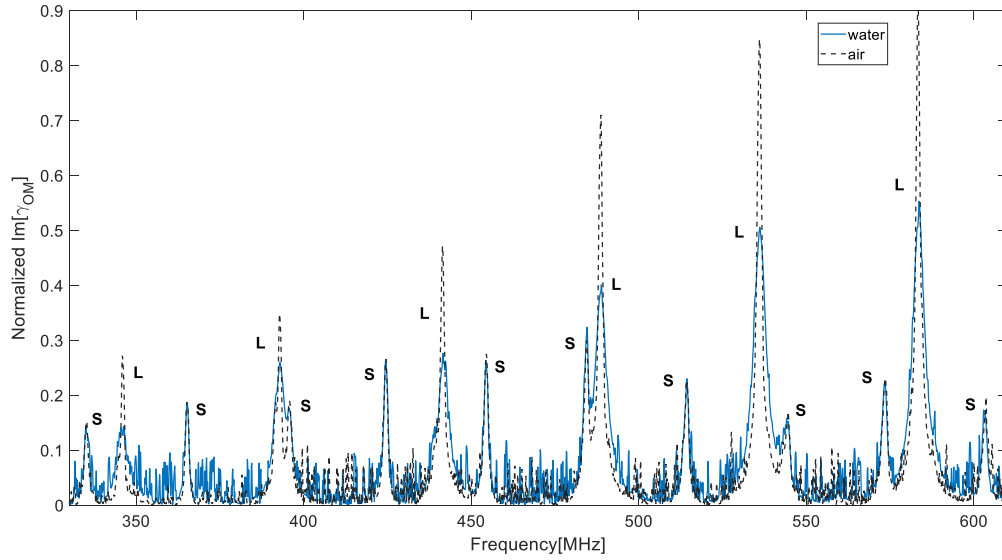 0.9
0.8
0.7
0.6
0.5
0.4
0.3
0.2
0.1
0
Normalized Im[γOM]
water
air
S
L
S
L
S
S
L
S
S
L
S
L
S
S
L
S
350
400
450
500
550
600
Frequency[MHz]